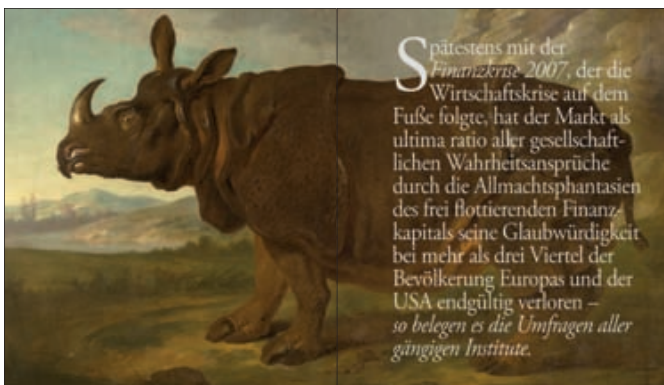 Spätestens mit der
Finanzkrise 2007, der die
Wirtschaftskrise auf dem
Fuße folgte, hat der Markt als
ultima ratio aller gesellschaft-
lichen Wahrheitsansprüche
durch die Allmachtsphantasien
des frei flottierenden Finanz-
kapitals seine Glaubwürdigkeit
bei mehr als drei Viertel der
Bevölkerung Europas und der
USA endgültig verloren –
so belegen es die Umfragen aller
gängigen Institute.